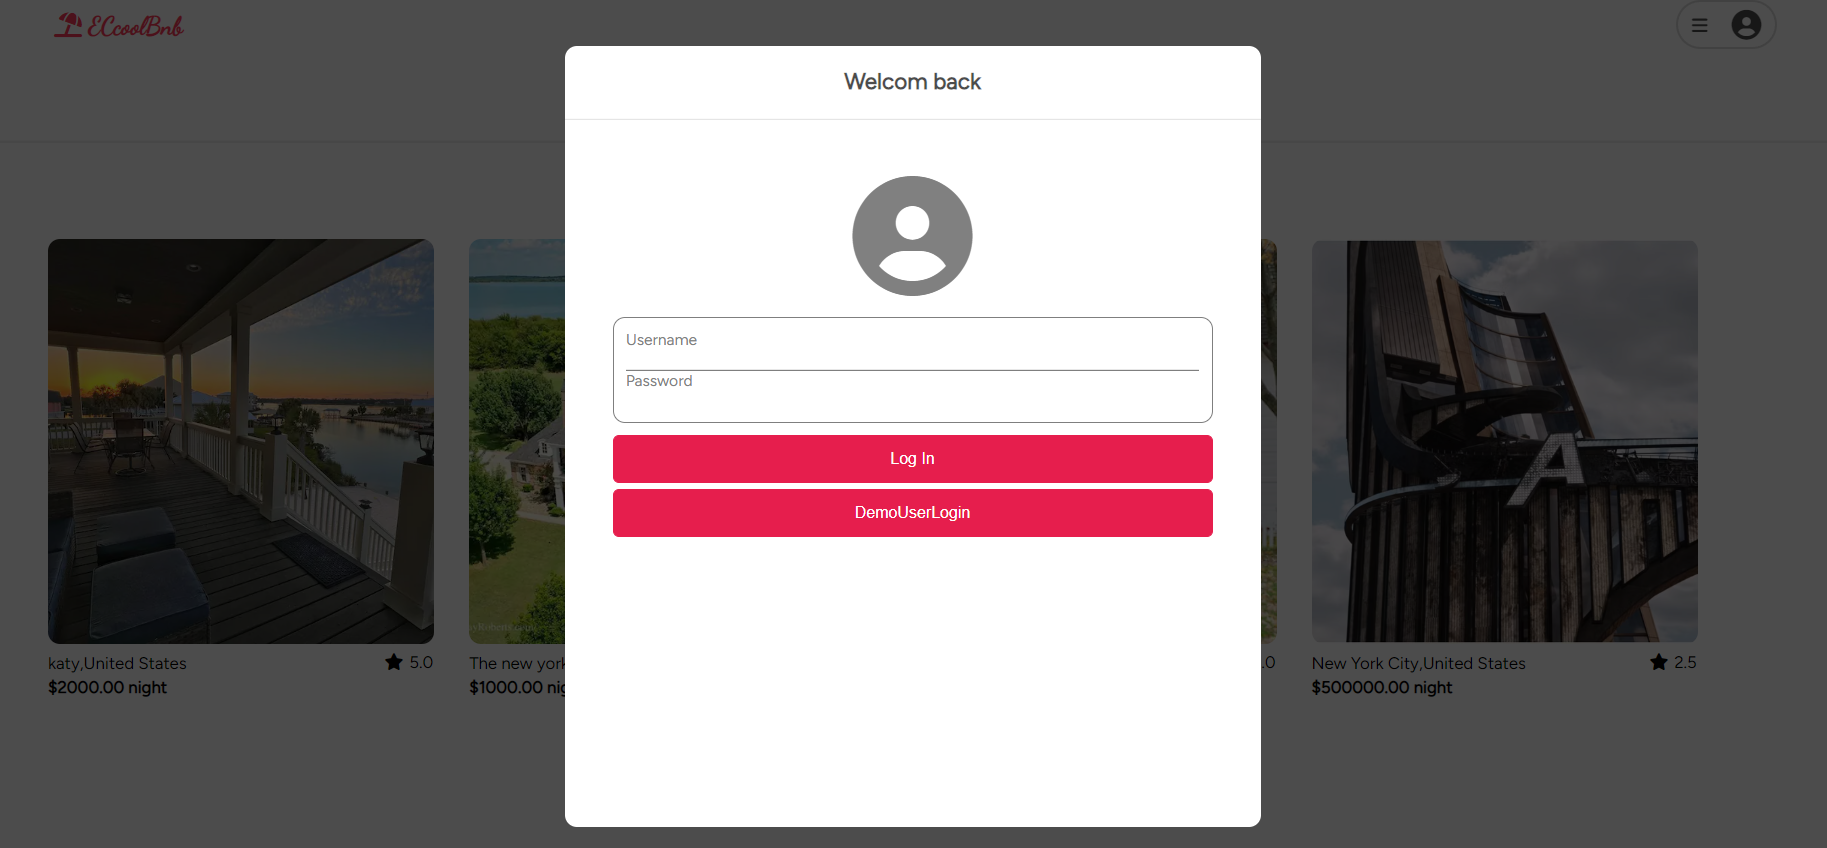 ECcoolBnb
Welcom back
Username
Password
Log In
DemoUserLogin
katy,United States
5.0
$2000.00 night
The new york
$1000.00 nig
.0
New York City,United States
2.5
$500000.00 night
A